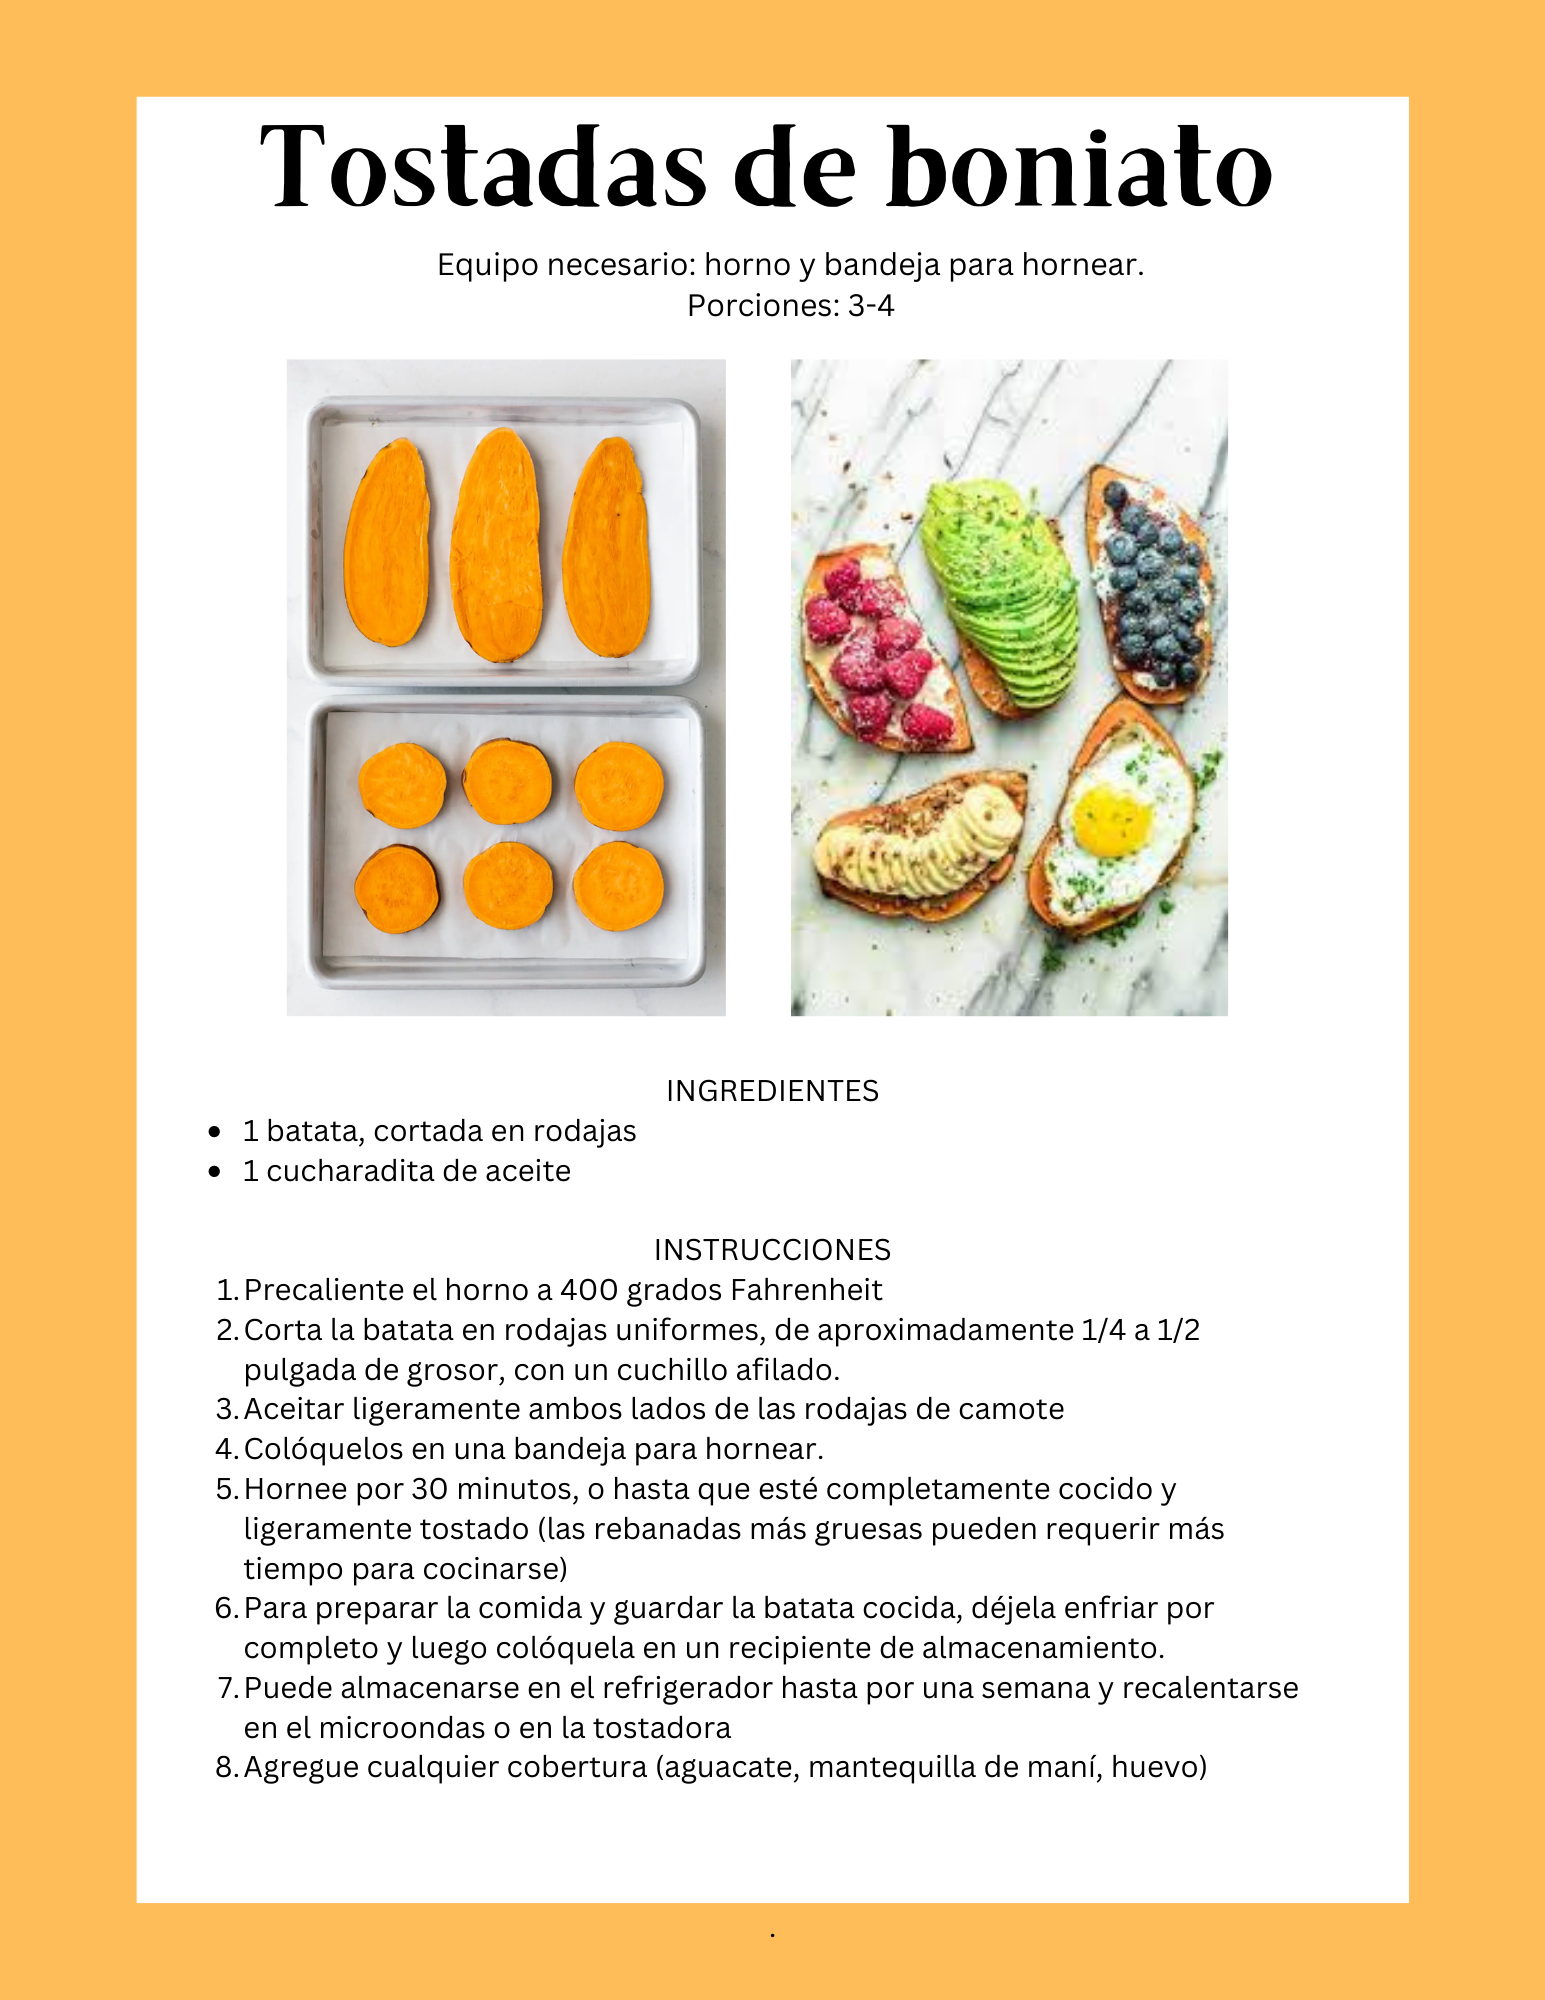 Tostadas de boniato
Equipo necesario: horno y bandeja para hornear.
Porciones: 3-4
INGREDIENTES
• 1 batata, cortada en rodajas
• 1 cucharadita de aceite
INSTRUCCIONES
1. Precaliente el horno a 400 grados Fahrenheit
2. Corta la batata en rodajas uniformes, de aproximadamente 1/4 a 1/2
pulgada de grosor, con un cuchillo afilado.
3. Aceitar ligeramente ambos lados de las rodajas de camote
4. Colóquelos en una bandeja para hornear.
5. Hornee por 30 minutos, o hasta que esté completamente cocido y
ligeramente tostado (las rebanadas más gruesas pueden requerir más
tiempo para cocinarse)
6. Para preparar la comida y guardar la batata cocida, déjela enfriar por
completo y luego colóquela en un recipiente de almacenamiento.
7. Puede almacenarse en el refrigerador hasta por una semana y recalentarse
en el microondas o en la tostadora
8. Agregue cualquier cobertura (aguacate, mantequilla de maní, huevo)
.